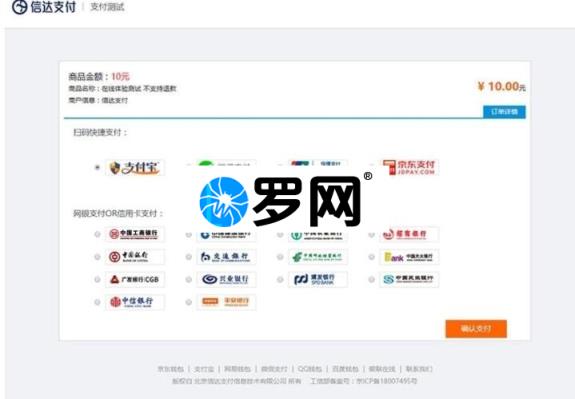 信达支付 | 支付测试
商品金额：10元
商品名称：在线体验测试 不支持退款
商户信息：信达支付
¥ 10.00元
订单详情
扫码快捷支付：
支付宝
京东支付
JDPAY.COM
罗网®
网银支付OR信用卡支付：
中国工商银行
招商银行
中国银行
交通银行
中国邮政储蓄银行
Bank 中国光大银行
广发银行|CGB
兴业银行
浦发银行
SPD BANK
中国民生银行
中信银行
平安银行
确认支付
京东钱包 | 支付宝 | 网易钱包 | 微信支付 | QQ钱包 | 百度钱包 | 银联在线 | 联系我们
版权归 北京信达支付信息技术有限公司 所有 工信部备案号：京ICP备18007495号